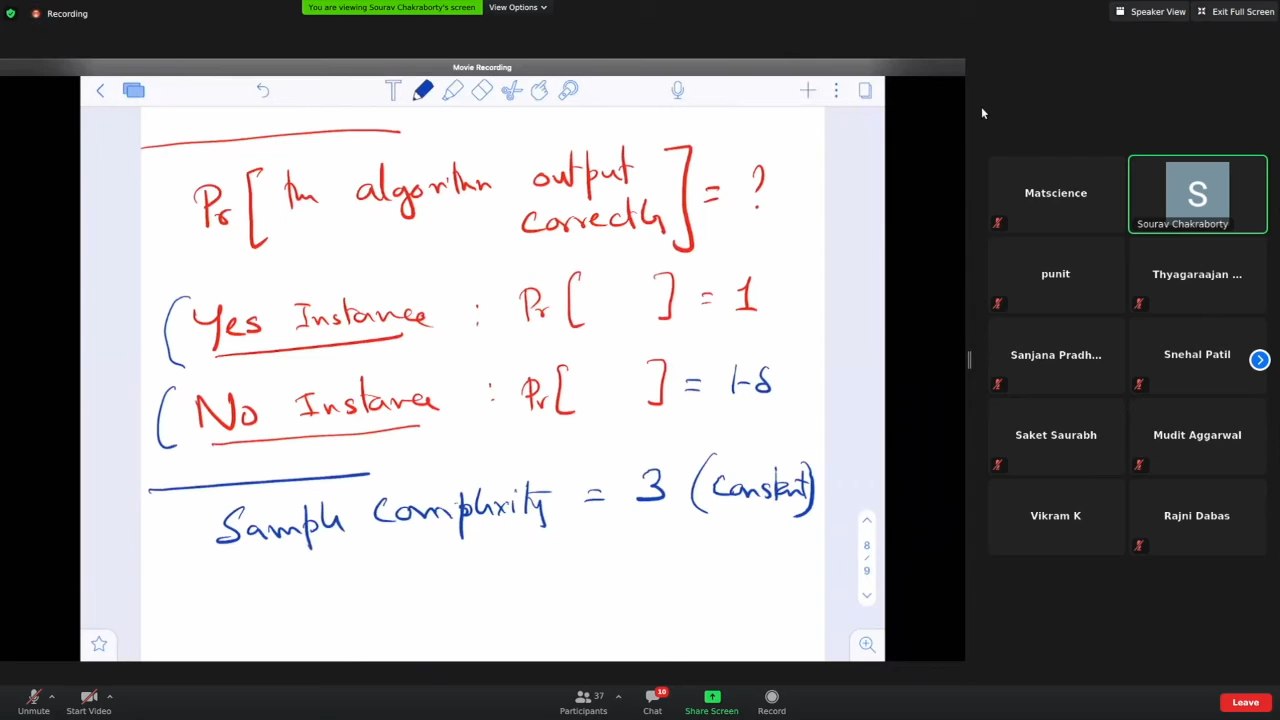 Recording
You are viewing Sourav Chakraborty's screen
View Options
Speaker View
Exit Full Screen
Movie Recording
Pr[ the algorithm output correctly ] = ?
Yes Instance : Pr[ ] = 1
No Instance : Pr[ ] = 1-δ
Sample Complexity = 3 (Constant)
8
/
9
Matscience
S
Sourav Chakraborty
punit
Thyagaraajan ...
Sanjana Pradh...
Snehal Patil
Saket Saurabh
Mudit Aggarwal
Vikram K
Rajni Dabas
Unmute
Start Video
37
Participants
10
Chat
Share Screen
Record
Leave